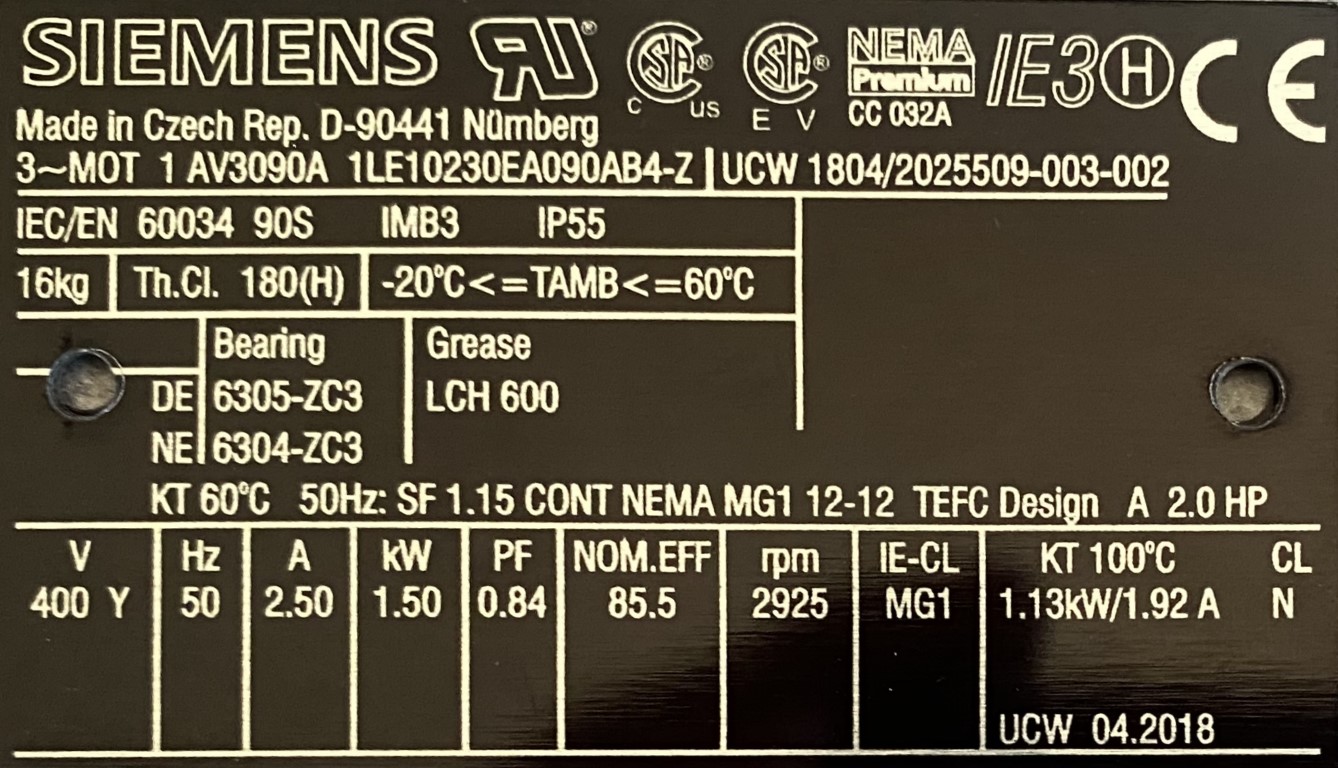 SIEMENS RU® C SA® C US SA® E V NEMA Premium CC 032A IE3 H CE
Made in Czech Rep. D-90441 Nürnberg
3~MOT 1 AV3090A 1LE10230EA090AB4-Z UCW 1804/2025509-003-002
IEC/EN 60034 90S IMB3 IP55
16kg Th.Cl. 180(H) -20°C<=TAMB<=60°C
Bearing Grease
DE 6305-ZC3 LCH 600
NE 6304-ZC3
KT 60°C 50Hz: SF 1.15 CONT NEMA MG1 12-12 TEFC Design A 2.0 HP
V Hz A kW PF NOM.EFF rpm IE-CL KT 100°C CL
400 Y 50 2.50 1.50 0.84 85.5 2925 MG1 1.13kW/1.92 A N
UCW 04.2018